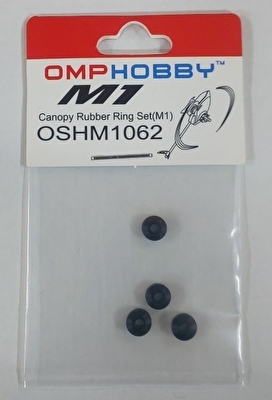 OMPHOBBY™
M1
Canopy Rubber Ring Set(M1)
OSHM1062